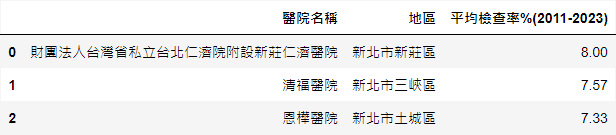 醫院名稱 地區 平均檢查率%(2011-2023)
0 財團法人台灣省私立台北仁濟院附設新莊仁濟醫院 新北市新莊區 8.00
1 清福醫院 新北市三峽區 7.57
2 恩樺醫院 新北市土城區 7.33